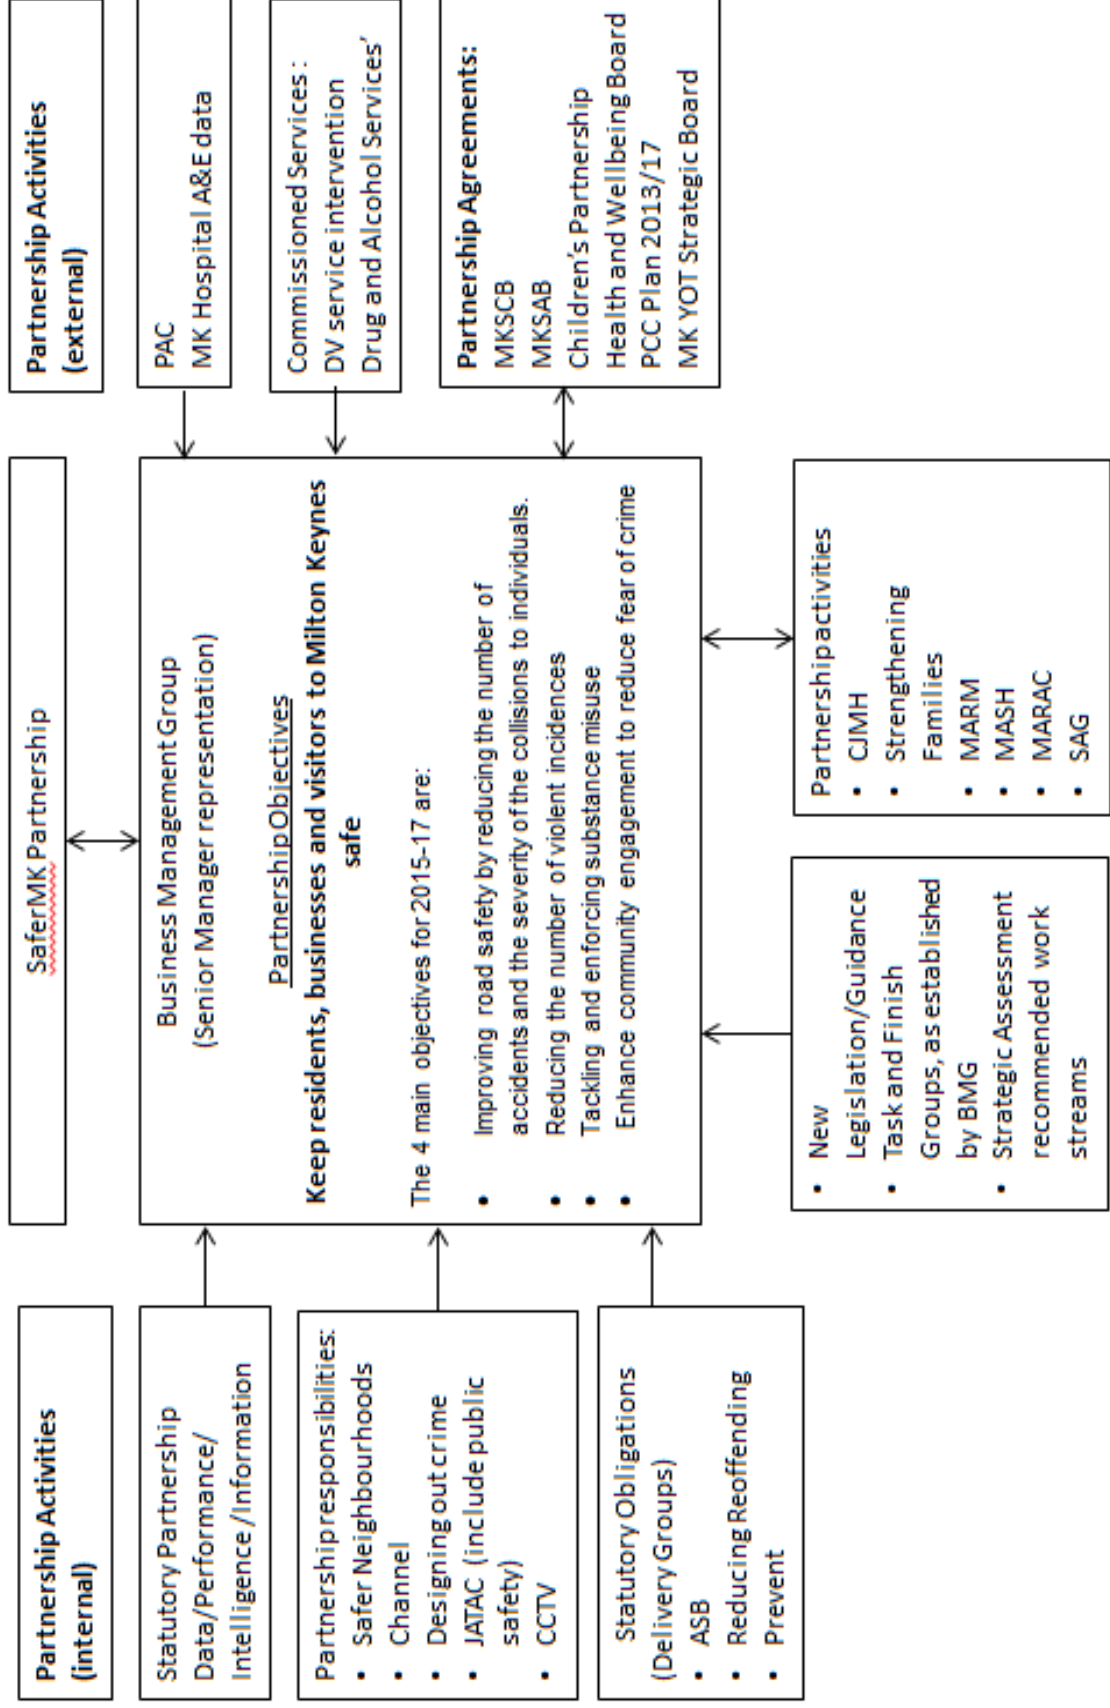 Partnership Activities
(internal)
Statutory Partnership
Data/Performance/
Intelligence /Information
Partnership responsibilities:
• Safer Neighbourhoods
• Channel
• Designing out crime
• JATAC (include public
safety)
• CCTV
Statutory Obligations
(Delivery Groups)
• ASB
• Reducing Reoffending
• Prevent
SaferMK Partnership
Business Management Group
(Senior Manager representation)
Partnership Objectives
Keep residents, businesses and visitors to Milton Keynes
safe
The 4 main objectives for 2015-17 are:
• Improving road safety by reducing the number of
accidents and the severity of the collisions to individuals.
• Reducing the number of violent incidences
• Tackling and enforcing substance misuse
• Enhance community engagement to reduce fear of crime
• New
Legislation/Guidance
• Task and Finish
Groups, as established
by BMG
• Strategic Assessment
recommended work
streams
Partnership activities
• CJMH
• Strengthening
Families
• MARM
• MASH
• MARAC
• SAG
Partnership Activities
(external)
PAC
MK Hospital A&E data
Commissioned Services :
DV service intervention
Drug and Alcohol Services’
Partnership Agreements:
MKSCB
MKSAB
Children’s Partnership
Health and Wellbeing Board
PCC Plan 2013/17
MK YOT Strategic Board